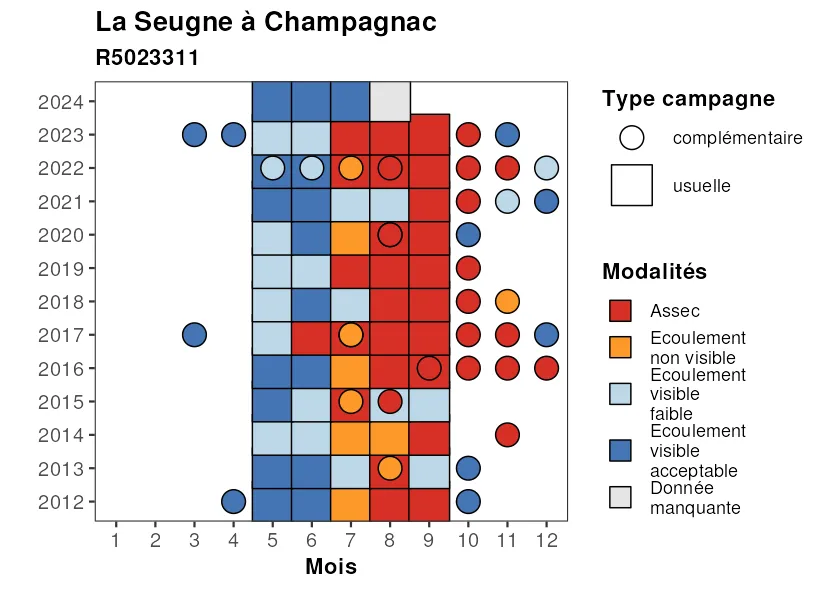 La Seugne à Champagnac
R5023311
2024
2023
2022
2021
2020
2019
2018
2017
2016
2015
2014
2013
2012
1 2 3 4 5 6 7 8 9 10 11 12
Mois
Type campagne
complémentaire
usuelle
Modalités
Assec
Ecoulement
non visible
Ecoulement
visible
faible
Ecoulement
visible
acceptable
Donnée
manquante